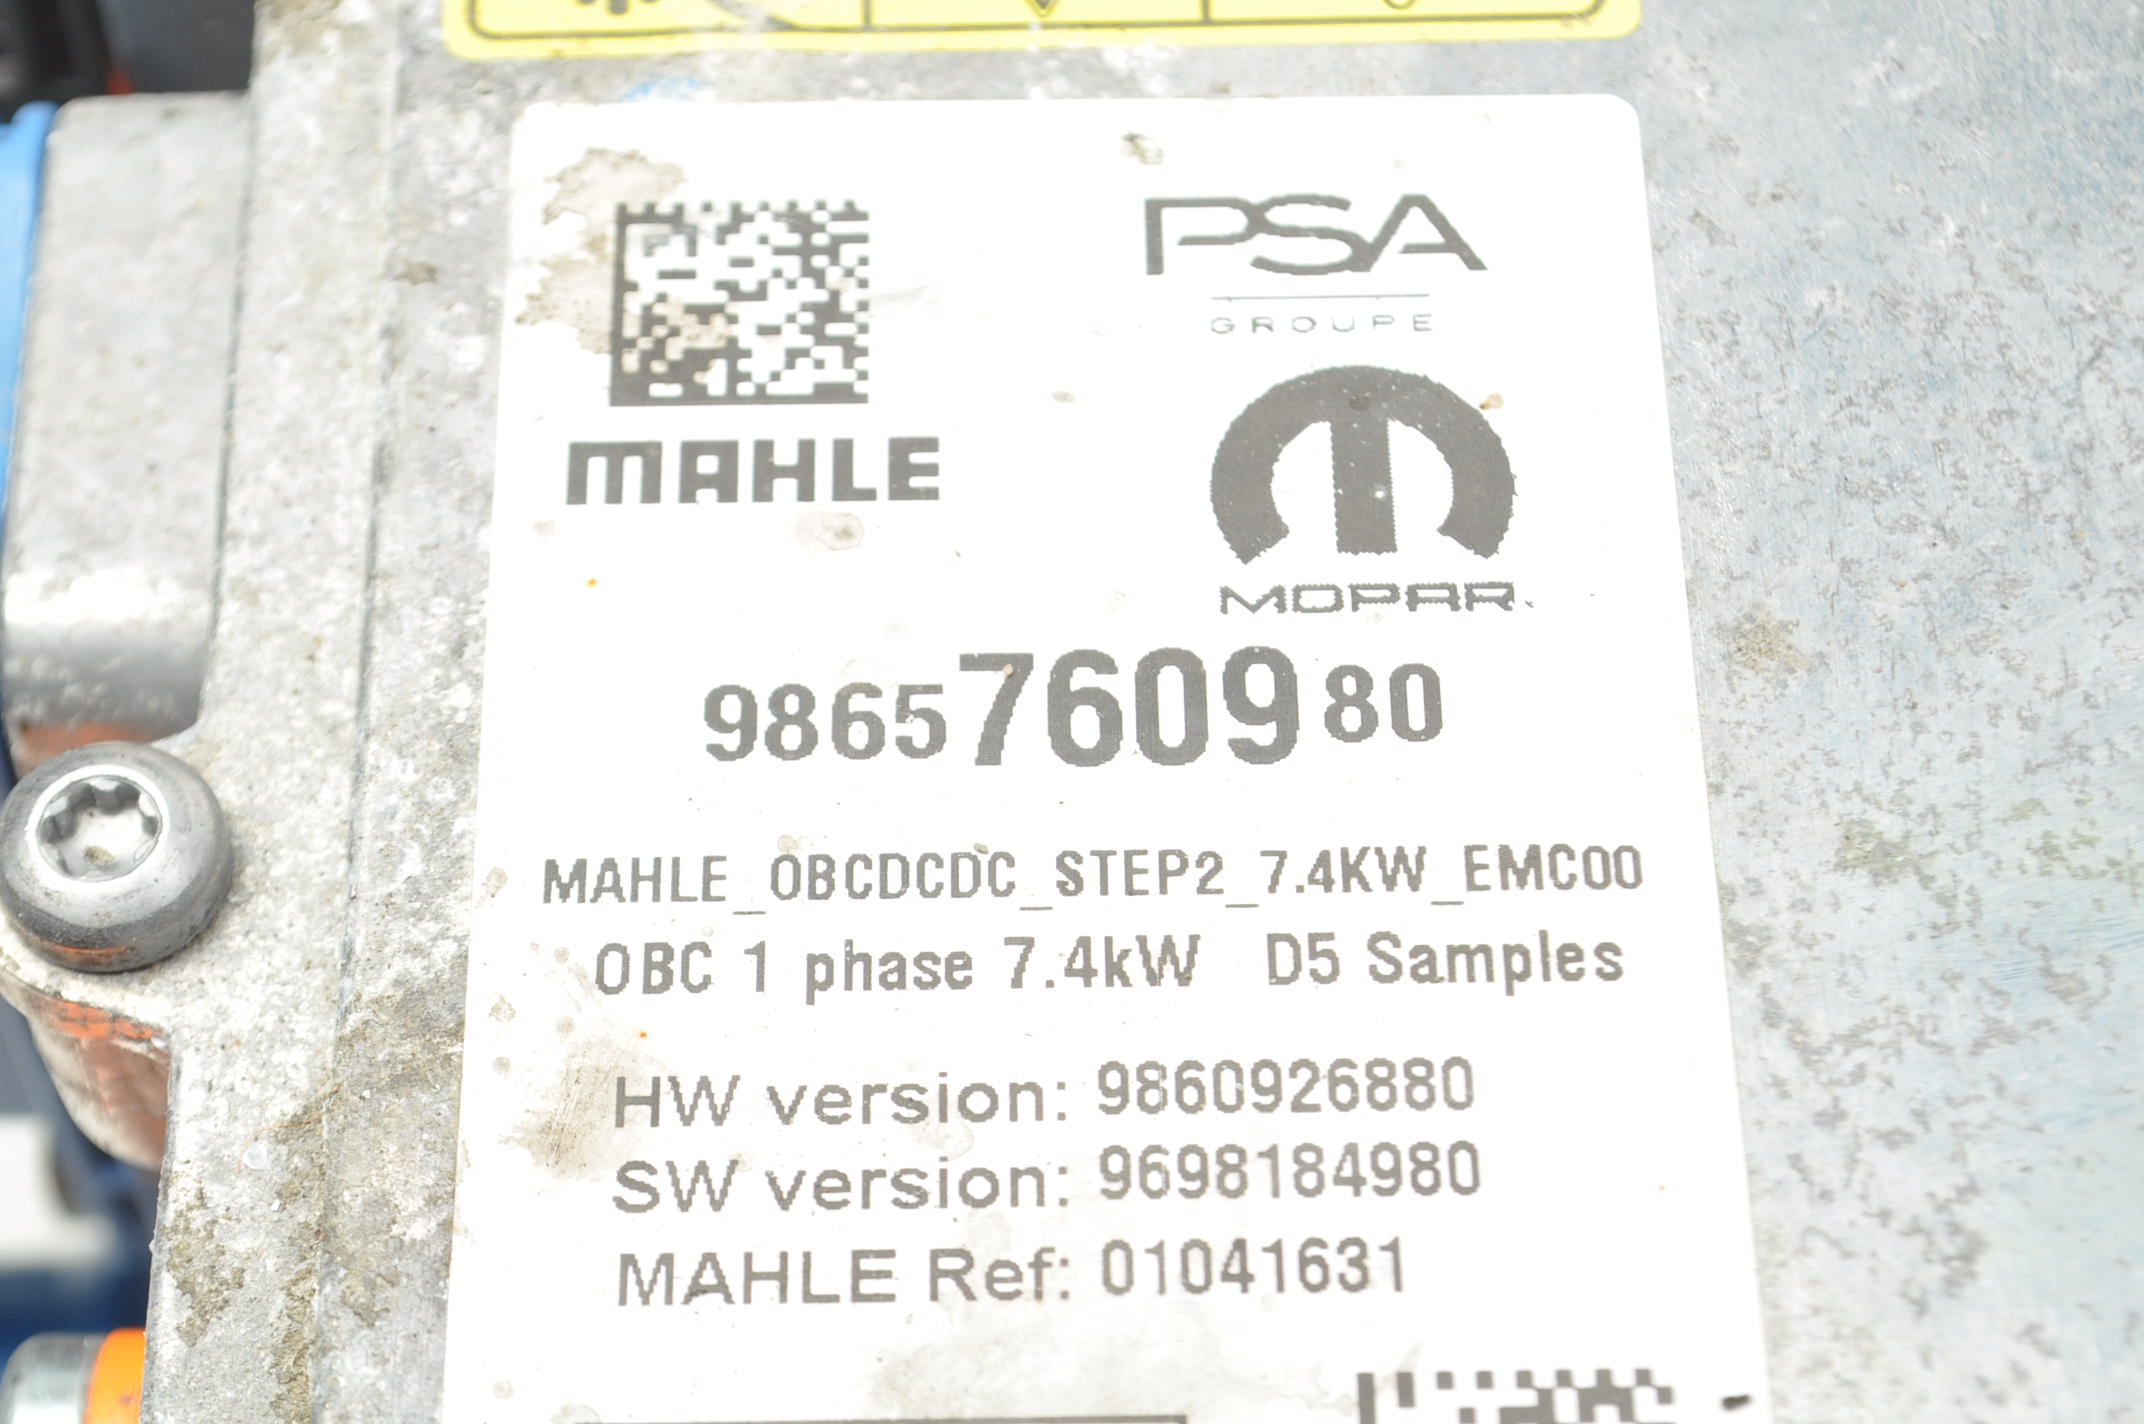 PSA
GROUPE
MAHLE
MOPAR
9865760980
MAHLE_OBCDCDC_STEP2_7.4KW_EMC00
OBC 1 phase 7.4kW D5 Samples
HW version: 9860926880
SW version: 9698184980
MAHLE Ref: 01041631